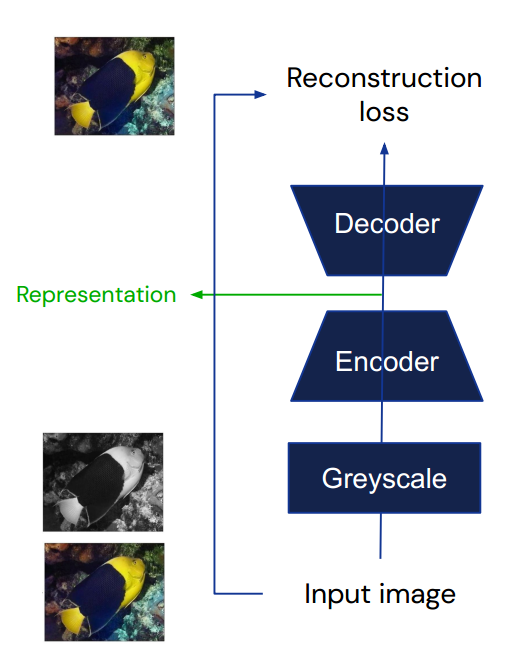 Reconstruction
loss
Decoder
Representation
Encoder
Greyscale
Input image